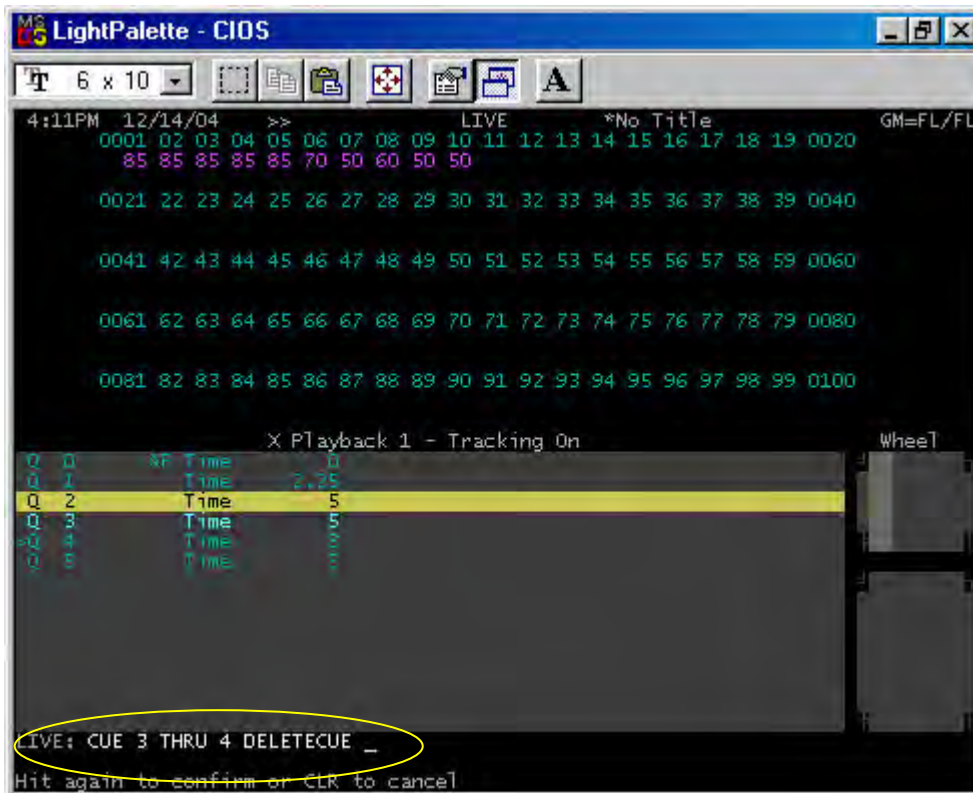 LightPalette - CIOS
6 x 10
A
4:11PM 12/14/04 >> LIVE *No Title GM=FL/FL
0001 02 03 04 05 06 07 08 09 10 11 12 13 14 15 16 17 18 19 0020
85 85 85 85 85 70 50 60 50 50
0021 22 23 24 25 26 27 28 29 30 31 32 33 34 35 36 37 38 39 0040
0041 42 43 44 45 46 47 48 49 50 51 52 53 54 55 56 57 58 59 0060
0061 62 63 64 65 66 67 68 69 70 71 72 73 74 75 76 77 78 79 0080
0081 82 83 84 85 86 87 88 89 90 91 92 93 94 95 96 97 98 99 0100
X Playback 1 - Tracking On Wheel
Q 0 Time 0
Q 1 Time 2.25
Q 2 Time 5
Q 3 Time 5
Q 4 Time
Q 5 Time
LIVE: CUE 3 THRU 4 DELETECUE _
Hit again to confirm or CLR to cancel